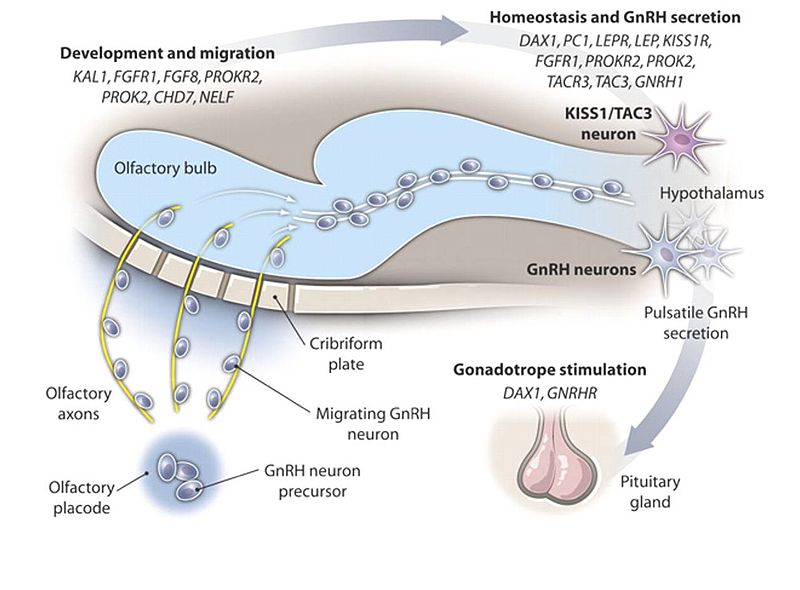 Development and migration
KAL1, FGFR1, FGF8, PROKR2,
PROK2, CHD7, NELF
Homeostasis and GnRH secretion
DAX1, PC1, LEPR, LEP, KISS1R,
FGFR1, PROKR2, PROK2,
TACR3, TAC3, GNRH1
KISS1/TAC3
neuron
Olfactory bulb
Hypothalamus
GnRH neurons
Pulsatile GnRH
secretion
Cribriform
plate
Gonadotrope stimulation
DAX1, GNRHR
Olfactory
axons
Migrating GnRH
neuron
GnRH neuron
precursor
Olfactory
placode
Pituitary
gland